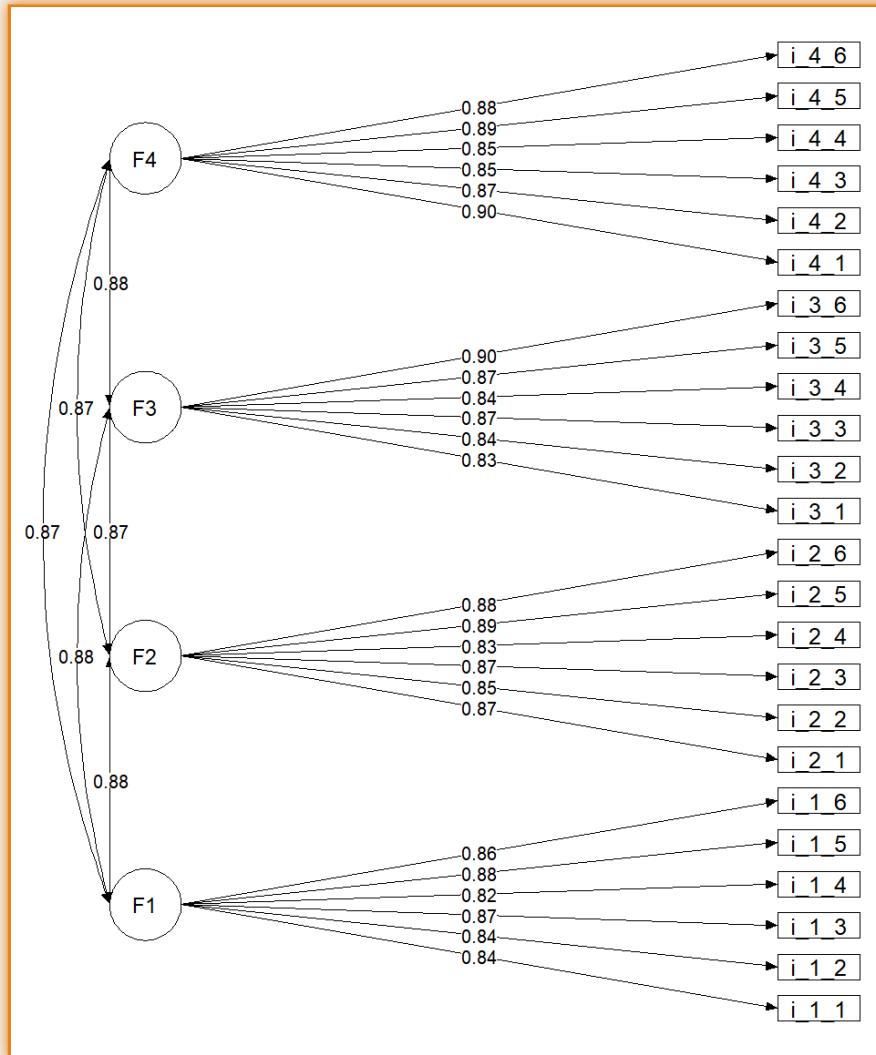 i_4_6
0.88
i_4_5
0.89
i_4_4
0.85
F4
i_4_3
0.85
i_4_2
0.87
i_4_1
0.90
0.88
i_3_6
0.90
i_3_5
0.87
i_3_4
0.84
0.87
F3
i_3_3
0.87
i_3_2
0.84
i_3_1
0.83
0.87
0.87
i_2_6
0.88
i_2_5
0.89
i_2_4
0.83
0.88
F2
i_2_3
0.87
i_2_2
0.85
i_2_1
0.87
0.88
i_1_6
0.86
i_1_5
0.88
i_1_4
0.82
F1
i_1_3
0.87
i_1_2
0.84
i_1_1
0.84